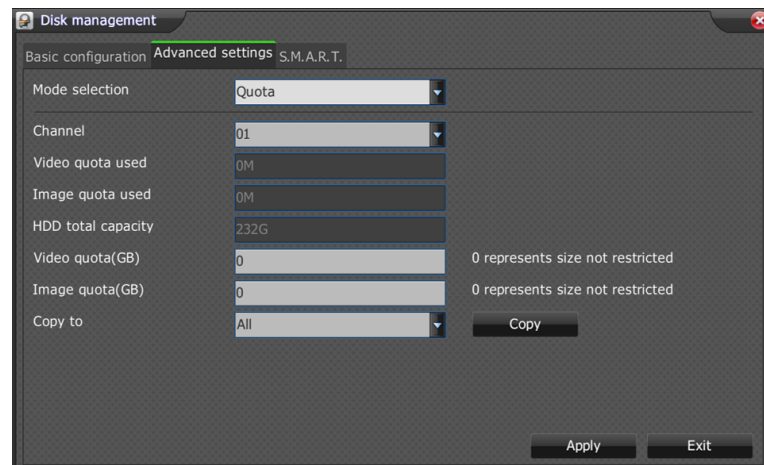 Disk management
Basic configuration Advanced settings S.M.A.R.T.
Mode selection Quota
Channel 01
Video quota used 0M
Image quota used 0M
HDD total capacity 232G
Video quota(GB) 0 0 represents size not restricted
Image quota(GB) 0 0 represents size not restricted
Copy to All Copy
Apply Exit